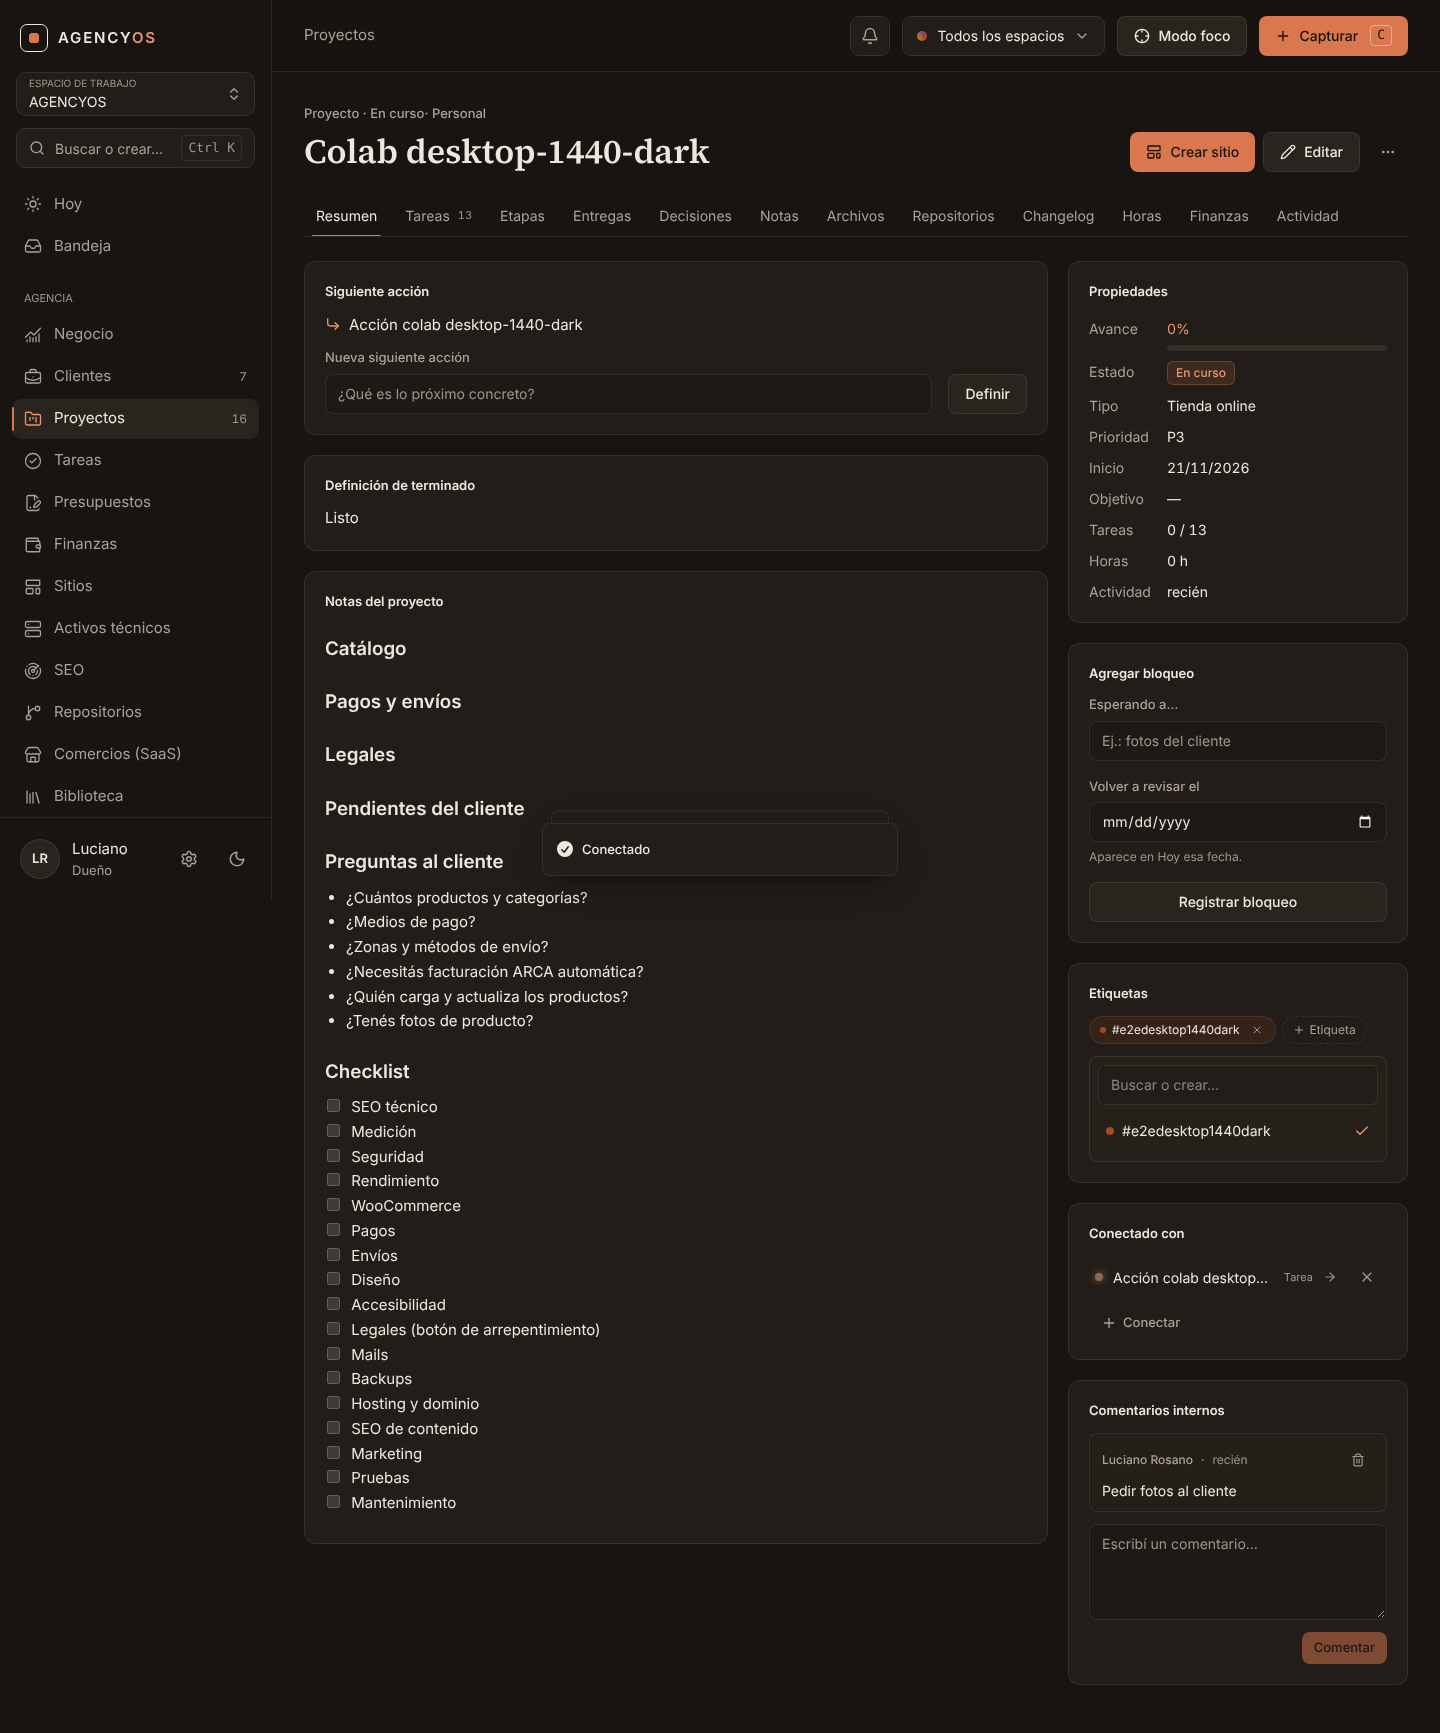 AGENCYOS
ESPACIO DE TRABAJO
AGENCYOS
Buscar o crear... Ctrl K
Hoy
Bandeja
AGENCIA
Negocio
Clientes 7
Proyectos 16
Tareas
Presupuestos
Finanzas
Sitios
Activos técnicos
SEO
Repositorios
Comercios (SaaS)
Biblioteca
LR
Luciano
Dueño
Proyectos
Todos los espacios
Modo foco
Capturar C
Proyecto · En curso· Personal
Colab desktop-1440-dark
Crear sitio
Editar
Resumen Tareas 13 Etapas Entregas Decisiones Notas Archivos Repositorios Changelog Horas Finanzas Actividad
Siguiente acción
Acción colab desktop-1440-dark
Nueva siguiente acción
¿Qué es lo próximo concreto?
Definir
Definición de terminado
Listo
Notas del proyecto
Catálogo
Pagos y envíos
Legales
Pendientes del cliente
Conectado
Preguntas al cliente
¿Cuántos productos y categorías?
¿Medios de pago?
¿Zonas y métodos de envío?
¿Necesitás facturación ARCA automática?
¿Quién carga y actualiza los productos?
¿Tenés fotos de producto?
Checklist
SEO técnico
Medición
Seguridad
Rendimiento
WooCommerce
Pagos
Envíos
Diseño
Accesibilidad
Legales (botón de arrepentimiento)
Mails
Backups
Hosting y dominio
SEO de contenido
Marketing
Pruebas
Mantenimiento
Propiedades
Avance 0%
Estado En curso
Tipo Tienda online
Prioridad P3
Inicio 21/11/2026
Objetivo —
Tareas 0 / 13
Horas 0 h
Actividad recién
Agregar bloqueo
Esperando a...
Ej.: fotos del cliente
Volver a revisar el
mm/dd/yyyy
Aparece en Hoy esa fecha.
Registrar bloqueo
Etiquetas
#e2edesktop1440dark
Etiqueta
Buscar o crear...
#e2edesktop1440dark
Conectado con
Acción colab desktop... Tarea
Conectar
Comentarios internos
Luciano Rosano · recién
Pedir fotos al cliente
Escribí un comentario...
Comentar